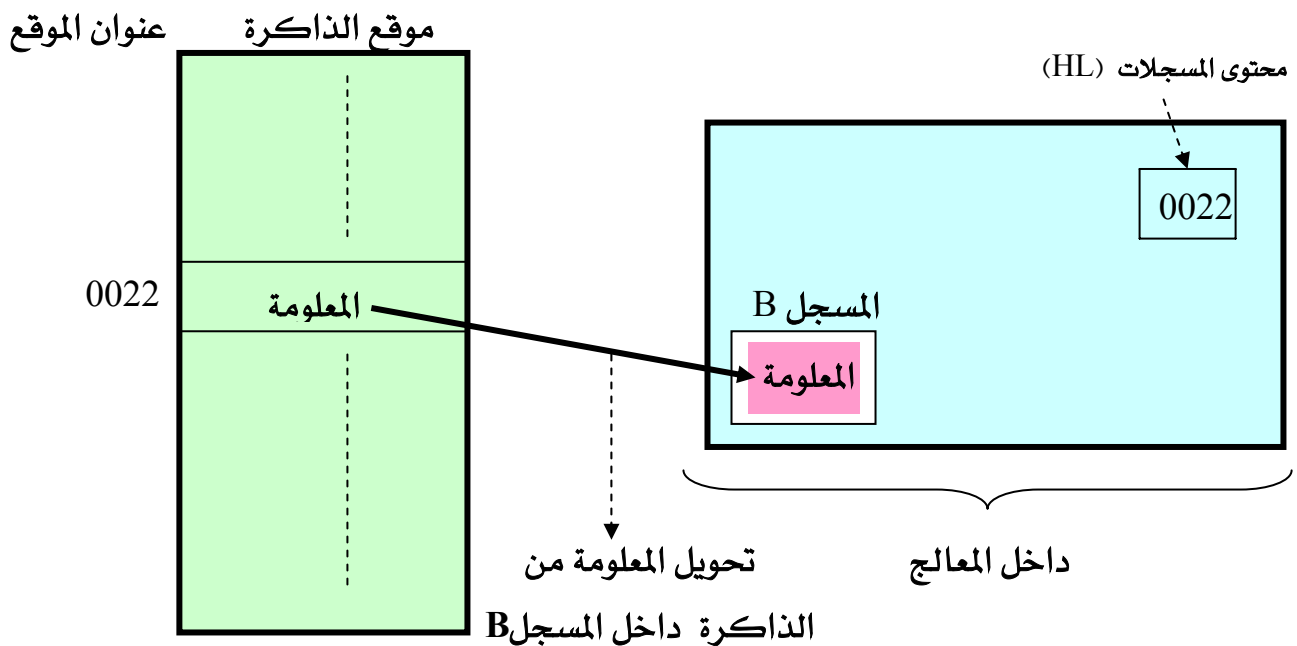 عنوان الموقع
موقع الذاكرة
محتوى المسجلات (HL)
0022
0022
المعلومة
المسجل B
المعلومة
تحويل المعلومة من
الذاكرة داخل المسجلB
داخل المعالج